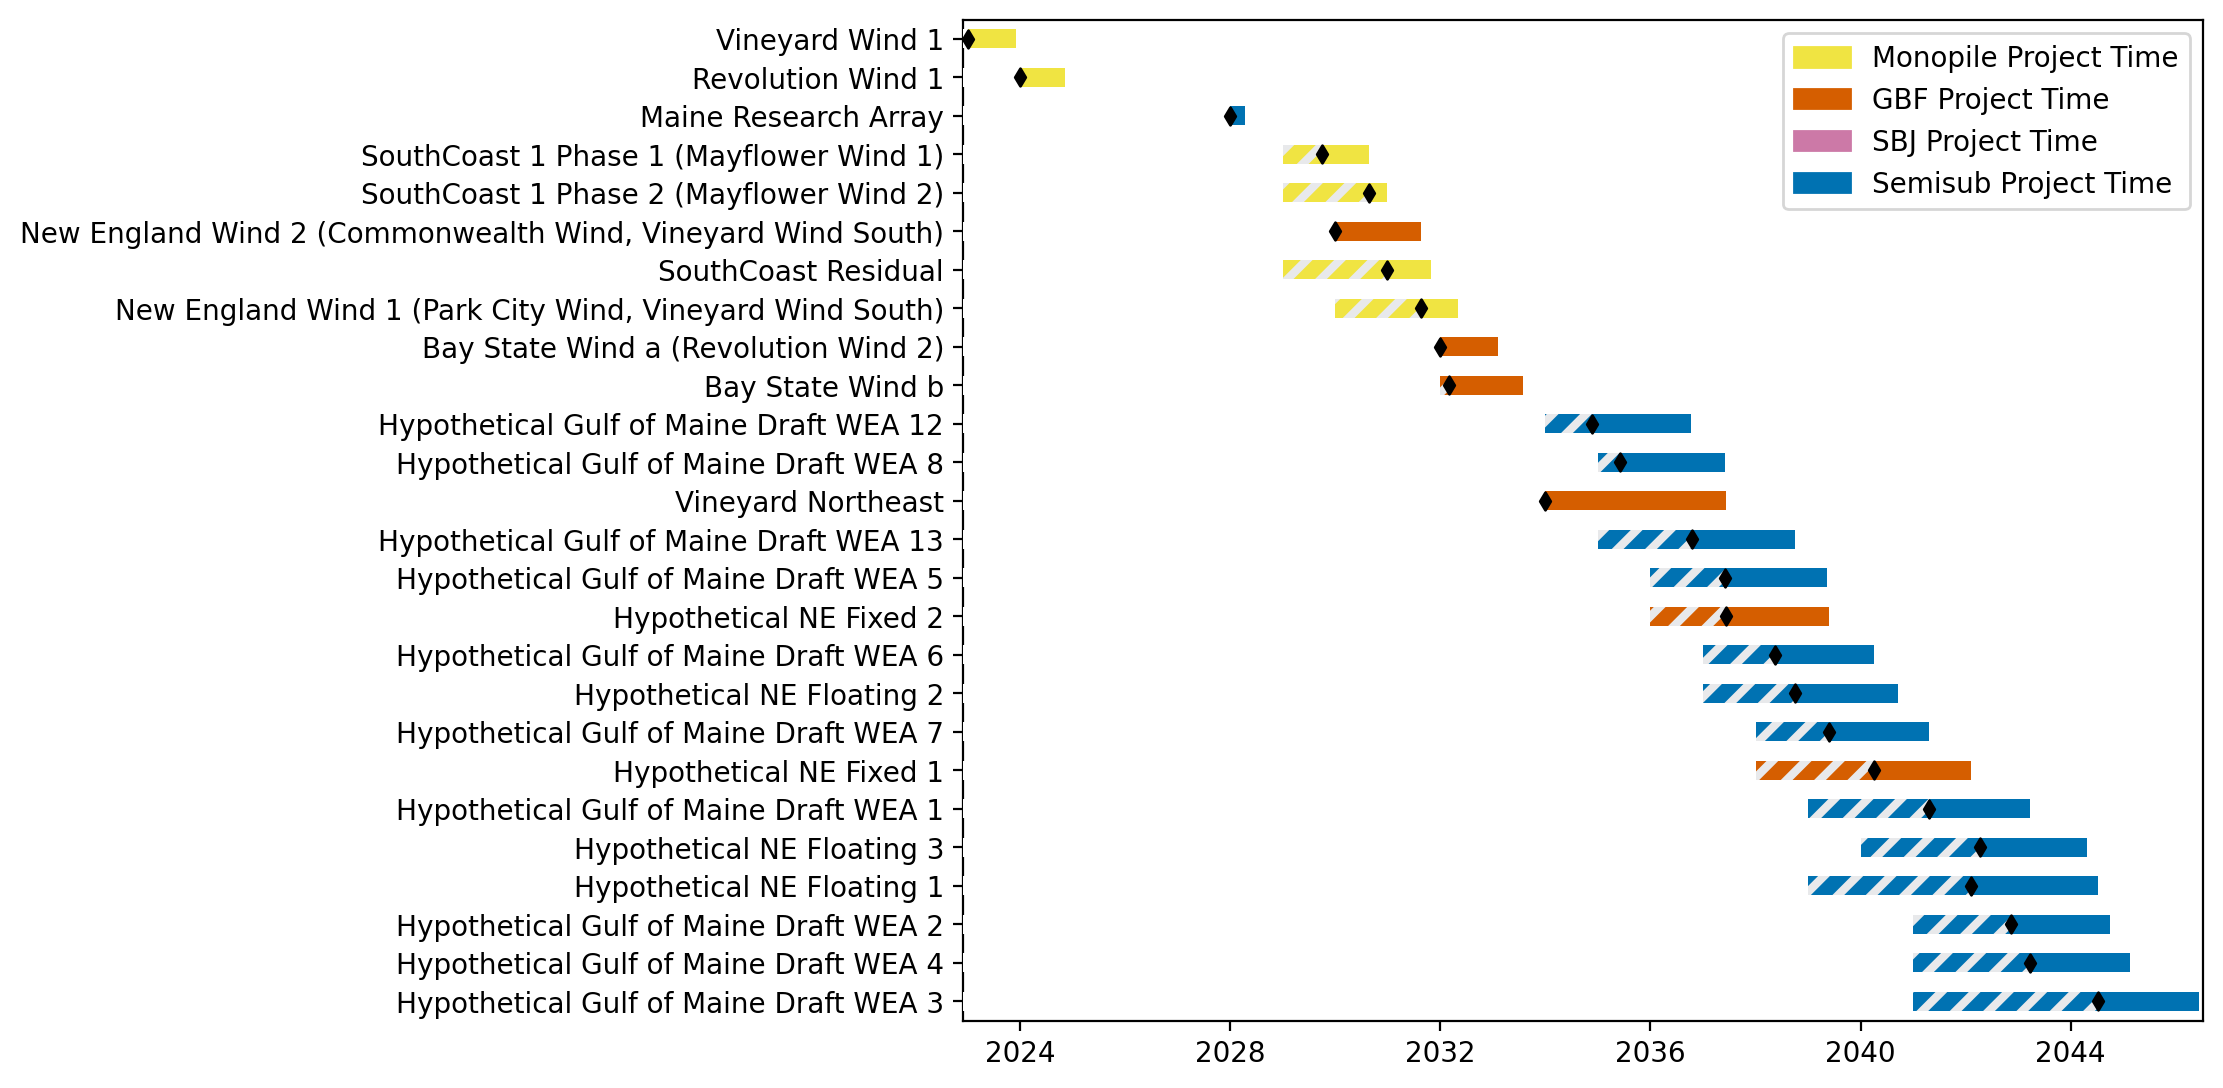 Vineyard Wind 1
Revolution Wind 1
Maine Research Array
SouthCoast 1 Phase 1 (Mayflower Wind 1)
SouthCoast 1 Phase 2 (Mayflower Wind 2)
New England Wind 2 (Commonwealth Wind, Vineyard Wind South)
SouthCoast Residual
New England Wind 1 (Park City Wind, Vineyard Wind South)
Bay State Wind a (Revolution Wind 2)
Bay State Wind b
Hypothetical Gulf of Maine Draft WEA 12
Hypothetical Gulf of Maine Draft WEA 8
Vineyard Northeast
Hypothetical Gulf of Maine Draft WEA 13
Hypothetical Gulf of Maine Draft WEA 5
Hypothetical NE Fixed 2
Hypothetical Gulf of Maine Draft WEA 6
Hypothetical NE Floating 2
Hypothetical Gulf of Maine Draft WEA 7
Hypothetical NE Fixed 1
Hypothetical Gulf of Maine Draft WEA 1
Hypothetical NE Floating 3
Hypothetical NE Floating 1
Hypothetical Gulf of Maine Draft WEA 2
Hypothetical Gulf of Maine Draft WEA 4
Hypothetical Gulf of Maine Draft WEA 3
Monopile Project Time
GBF Project Time
SBJ Project Time
Semisub Project Time
2024 2028 2032 2036 2040 2044